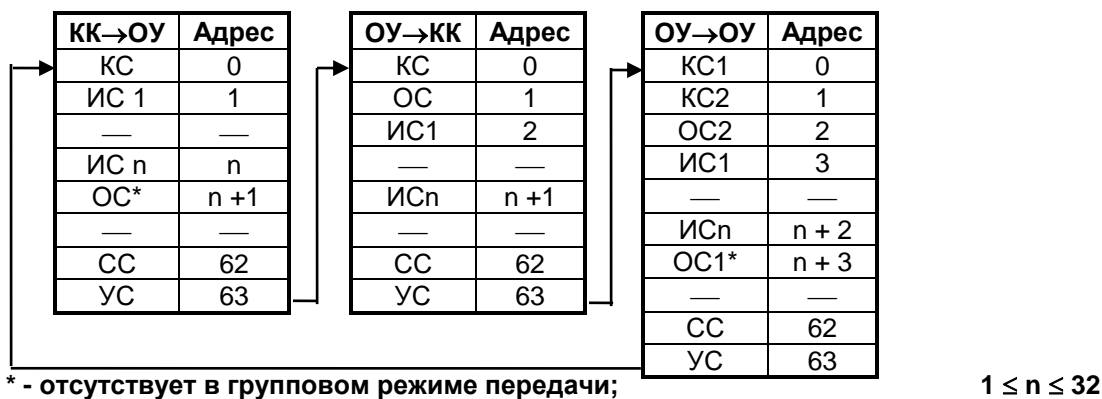 КК→ОУ Адрес
КС 0
ИС 1 1
— —
ИС n n
ОС* n +1
— —
СС 62
УС 63
ОУ→КК Адрес
КС 0
ОС 1
ИС1 2
— —
ИСn n +1
— —
СС 62
УС 63
ОУ→ОУ Адрес
КС1 0
КС2 1
ОС2 2
ИС1 3
— —
ИСn n + 2
ОС1* n + 3
— —
СС 62
УС 63
* - отсутствует в групповом режиме передачи; 1 ≤ n ≤ 32